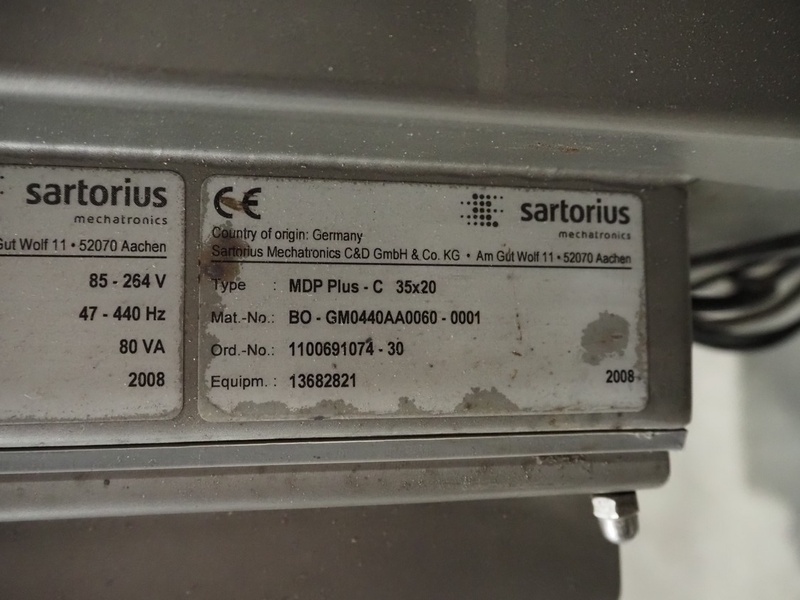 sartorius
mechatronics
Gut Wolf 11 • 52070 Aachen
85 - 264 V
47 - 440 Hz
80 VA
2008
CE
sartorius
mechatronics
Country of origin: Germany
Sartorius Mechatronics C&D GmbH & Co. KG • Am Gut Wolf 11 • 52070 Aachen
Type : MDP Plus - C 35x20
Mat.-No.: BO - GM0440AA0060 - 0001
Ord.-No.: 1100691074 - 30
Equipm. : 13682821
2008